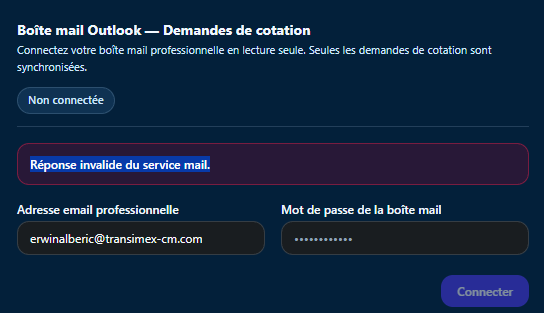 Boîte mail Outlook — Demandes de cotation
Connectez votre boîte mail professionnelle en lecture seule. Seules les demandes de cotation sont
synchronisées.
Non connectée
Réponse invalide du service mail.
Adresse email professionnelle
Mot de passe de la boîte mail
erwinalberic@transimex-cm.com
••••••••••••
Connecter